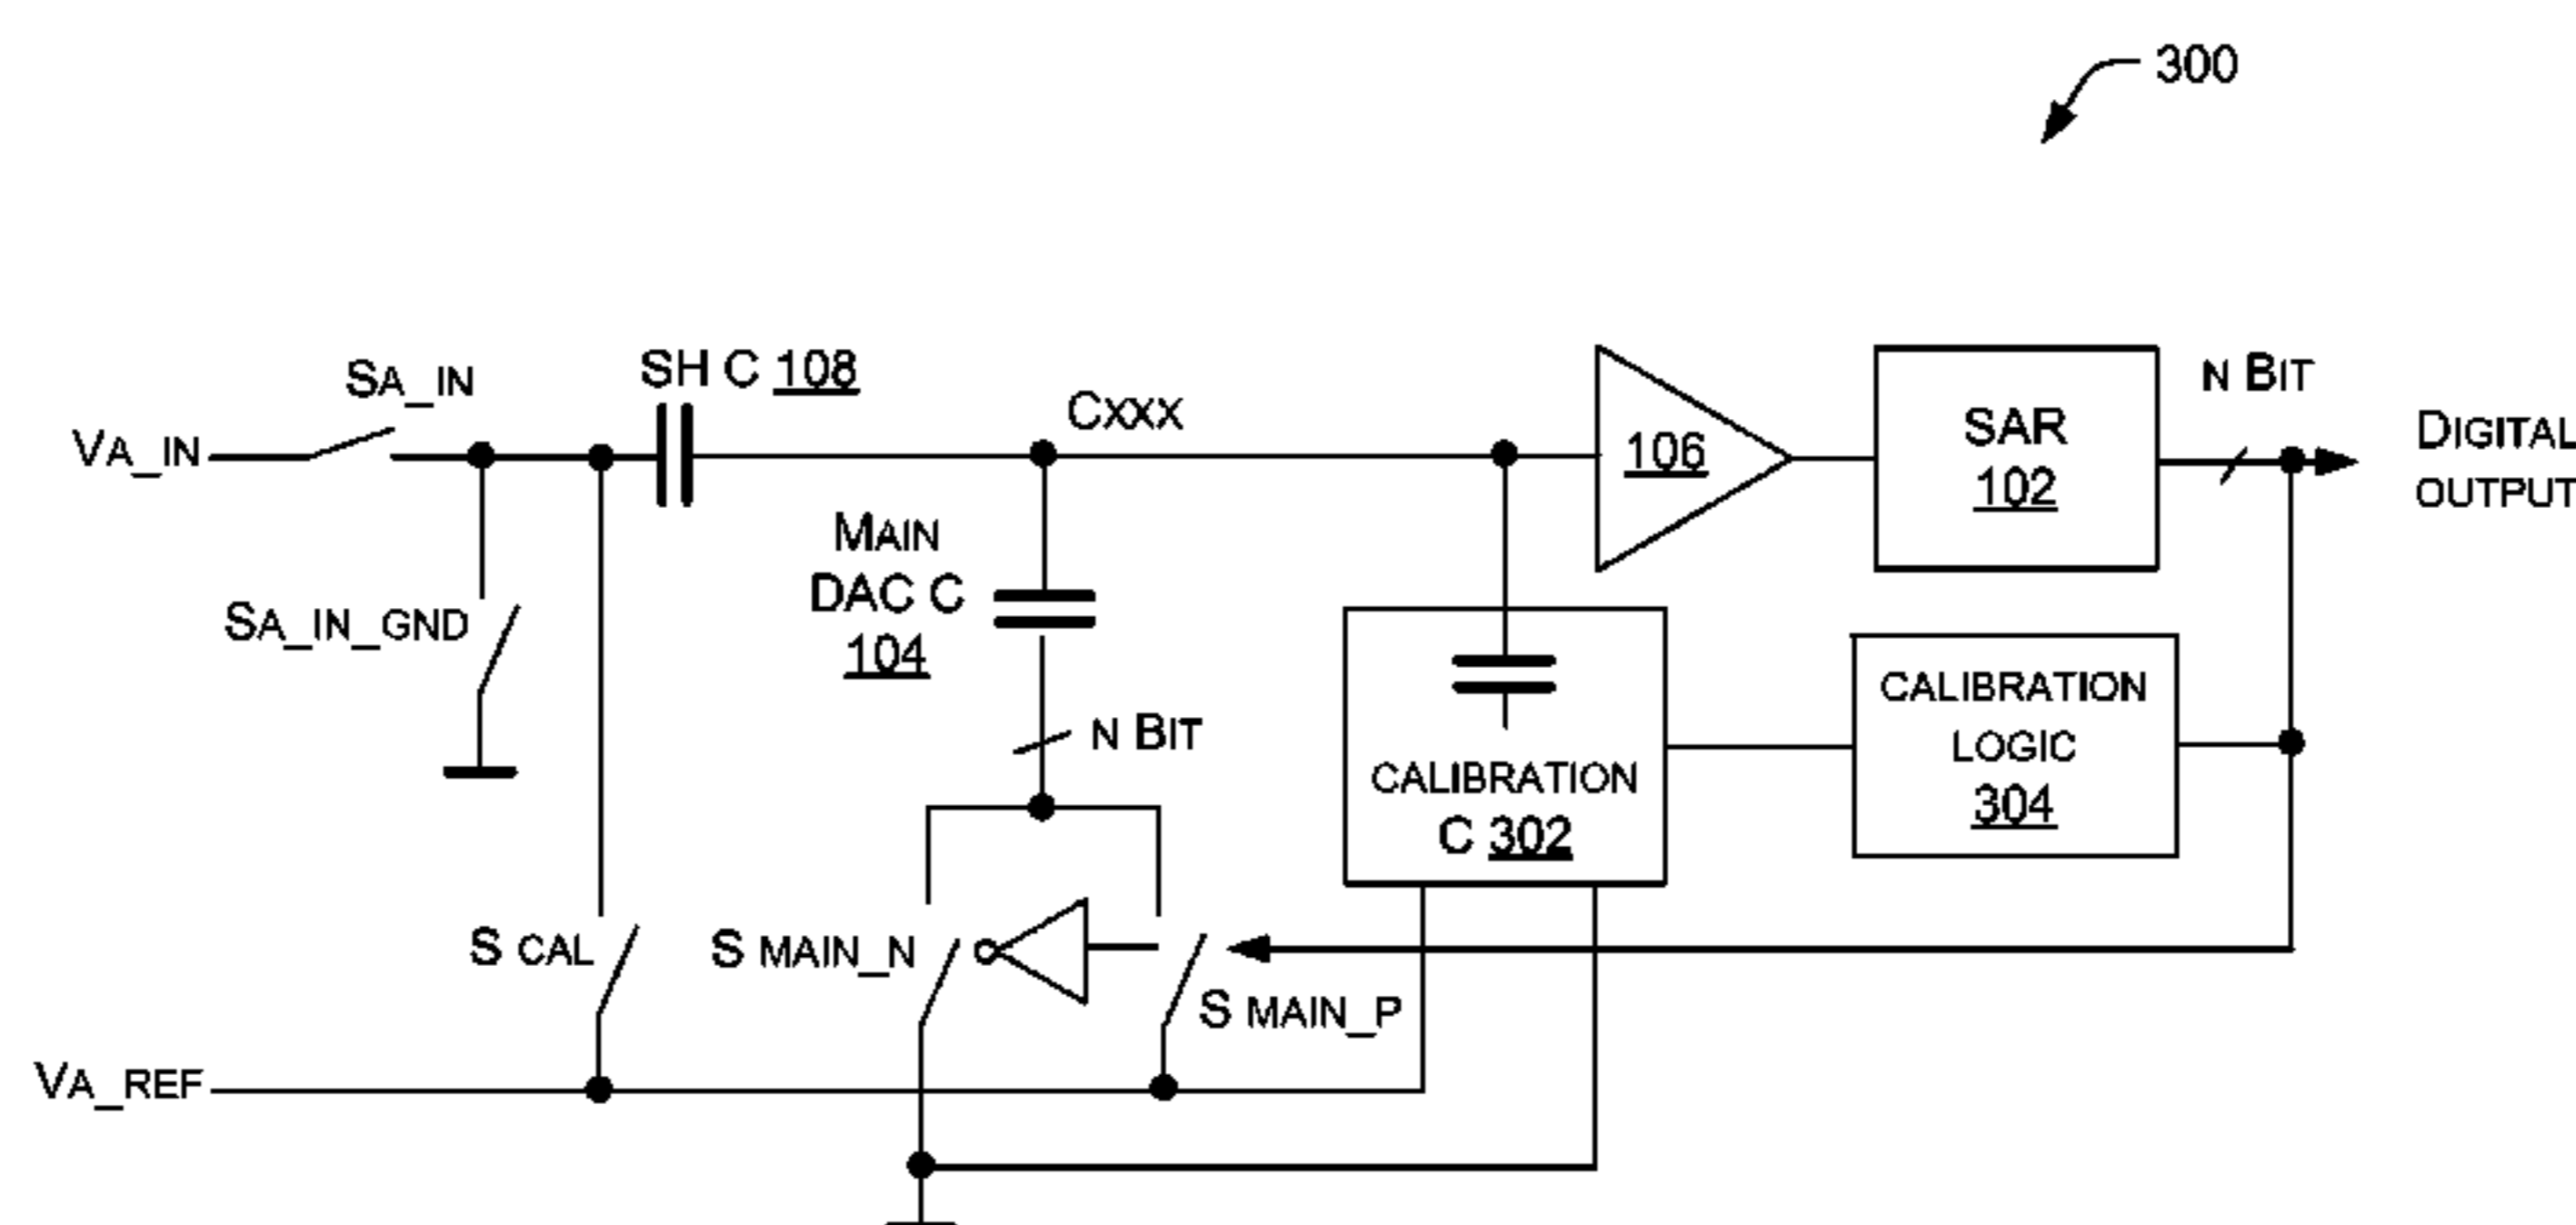 300
SA_IN
SH C 108
VA_IN
CXXX
106
SAR
102
N BIT
DIGITAL
OUTPUT
SA_IN_GND
MAIN
DAC C
104
N BIT
CALIBRATION
C 302
CALIBRATION
LOGIC
304
S CAL
S MAIN_N
S MAIN_P
VA_REF